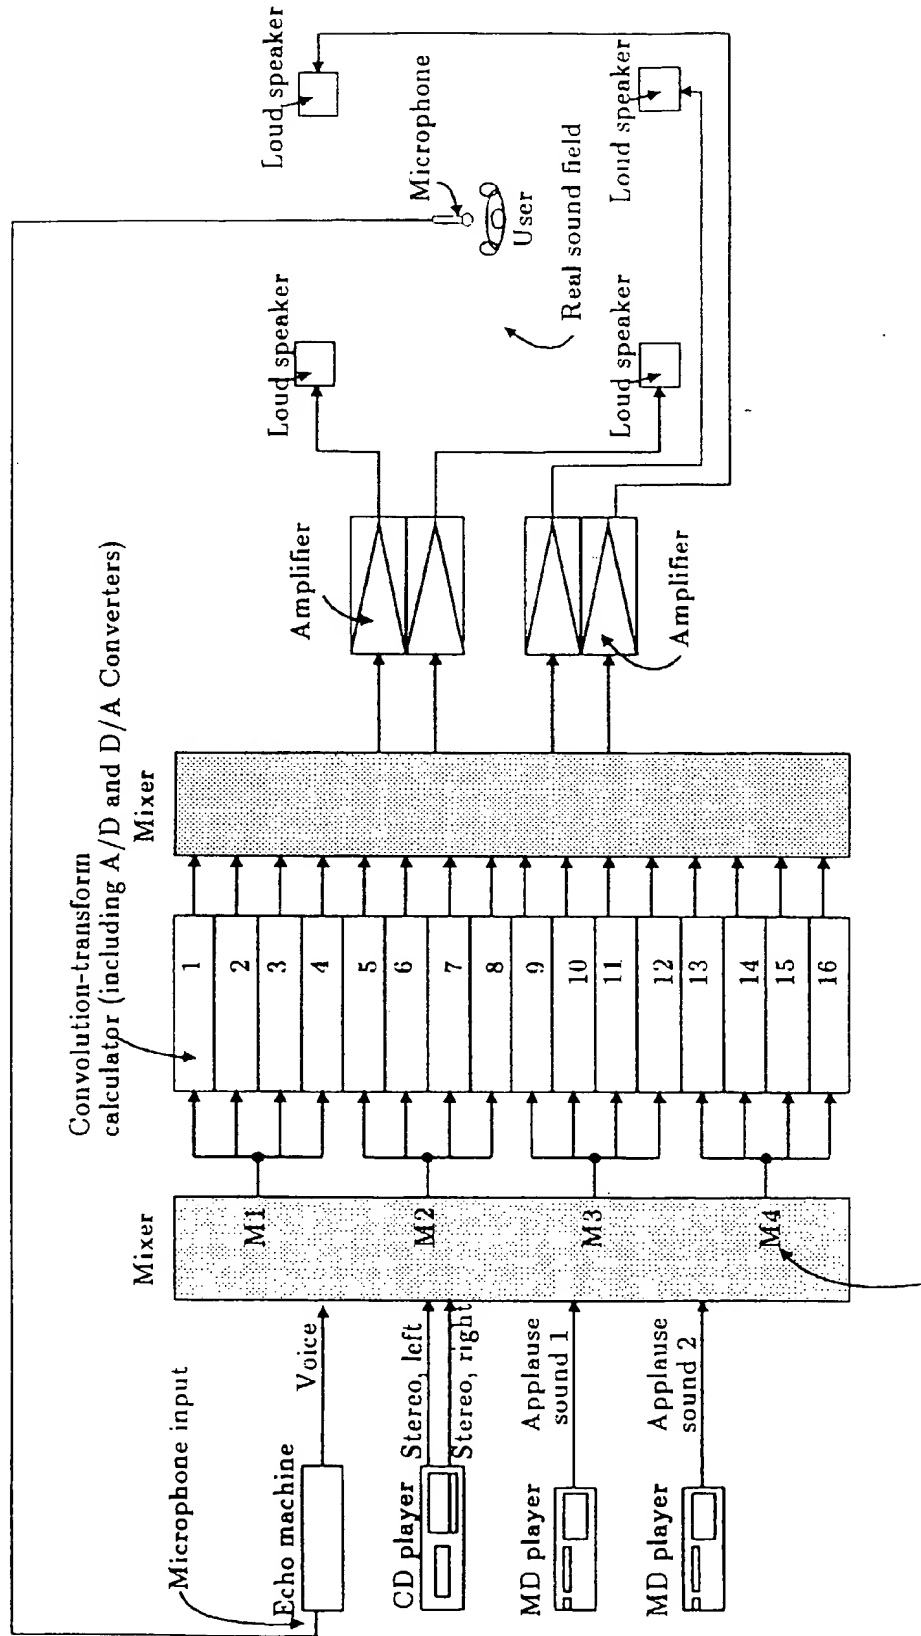 Microphone input
Echo machine
Voice
CD player
Stereo, left
Stereo, right
MD player
Applause
sound 1
MD player
Applause
sound 2
Mixer
M1
M2
M3
M4
Convolution-transform
calculator (including A/D and D/A Converters)
1
2
3
4
5
6
7
8
9
10
11
12
13
14
15
16
Mixer
Amplifier
Amplifier
Loud speaker
Loud speaker
Real sound field
User
Microphone
Loud speaker
Loud speaker